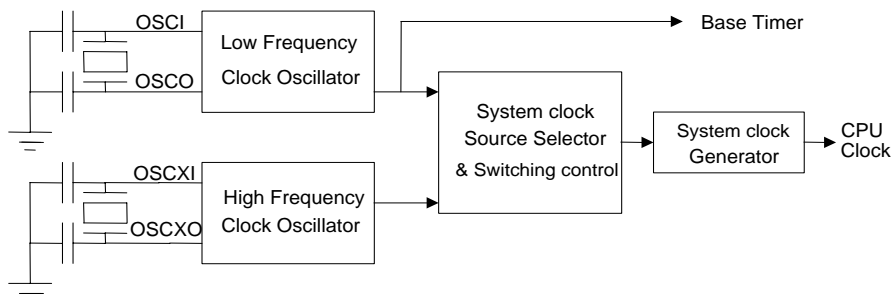 OSCI
OSCO
Low Frequency
Clock Oscillator
Base Timer
System clock
Source Selector
& Switching control
System clock
Generator
CPU
Clock
OSCXI
OSCXO
High Frequency
Clock Oscillator